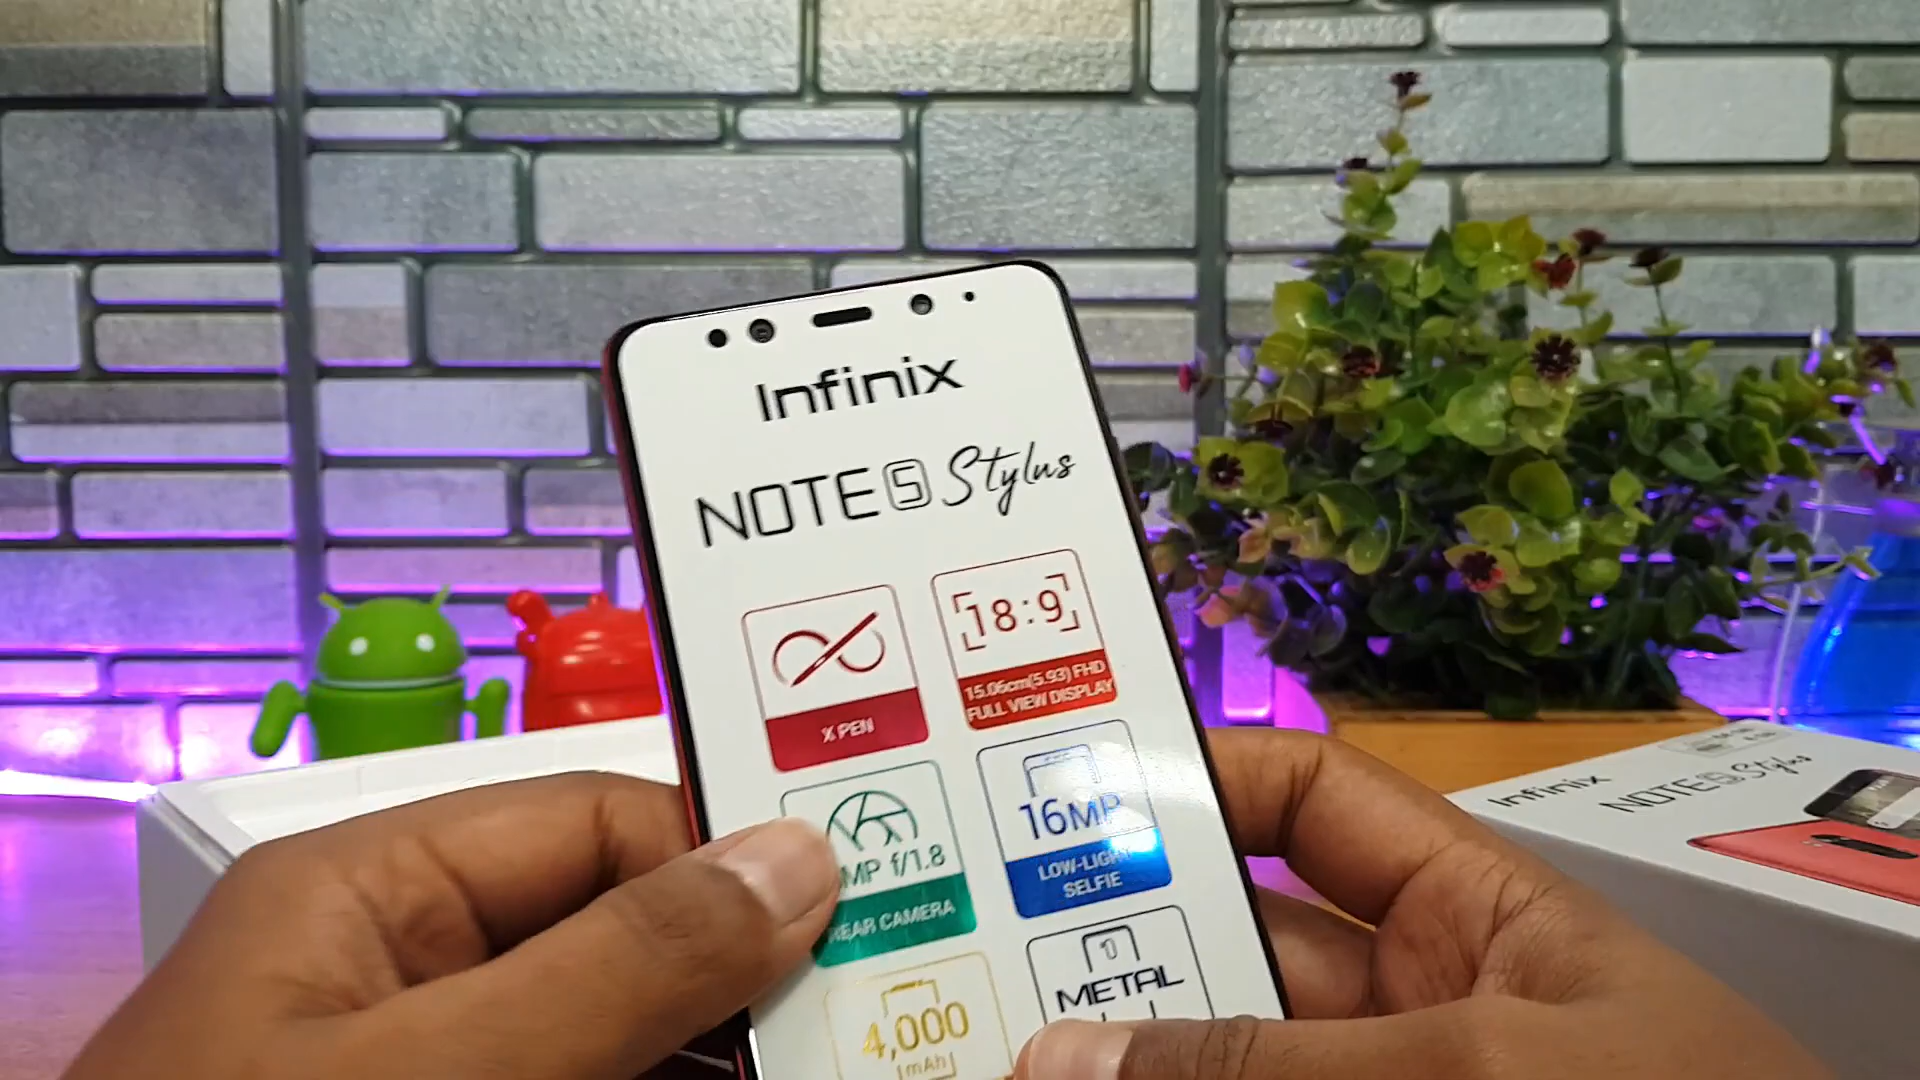 Infinix
NOTE 5 Stylus
X PEN
18:9
15.06cm(5.93) FHD
FULL VIEW DISPLAY
MP f/1.8
REAR CAMERA
16MP
LOW-LIGHT
SELFIE
4,000
mAh
1
METAL
Infinix
NOTE 5 Stylus